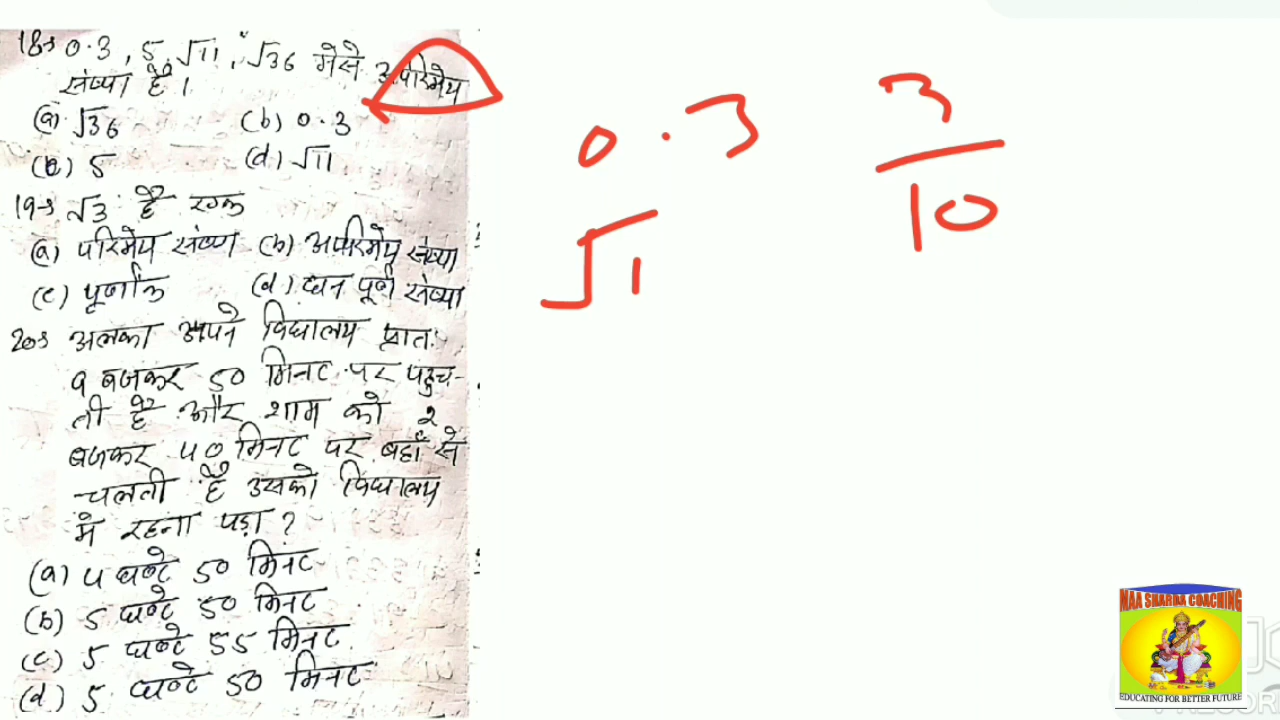 18→ 0.3, 5, √11, √36 मेसे अपरिमेय
संख्या है।
(a) √36 (b) 0.3
(c) 5 (d) √11
19→ √3 है एक
(a) परिमेय संख्या (b) अपरिमेय संख्या
(c) पूर्णांक (d) घन पूर्ण संख्या
20→ अलका अपने विद्यालय प्रातः
9 बजकर 50 मिनट पर पहुच-
ती है और शाम को 2
बजकर 40 मिनट पर वहाँ से
चलती है उसको विद्यालय
मे रहना पड़ा ?
(a) 4 घण्टे 50 मिनट
(b) 5 घण्टे 50 मिनट
(c) 5 घण्टे 55 मिनट
(d) 5 घण्टे 50 मिनट
0.3
3
10
√1
MAA SHARDA COACHING
EDUCATING FOR BETTER FUTURE